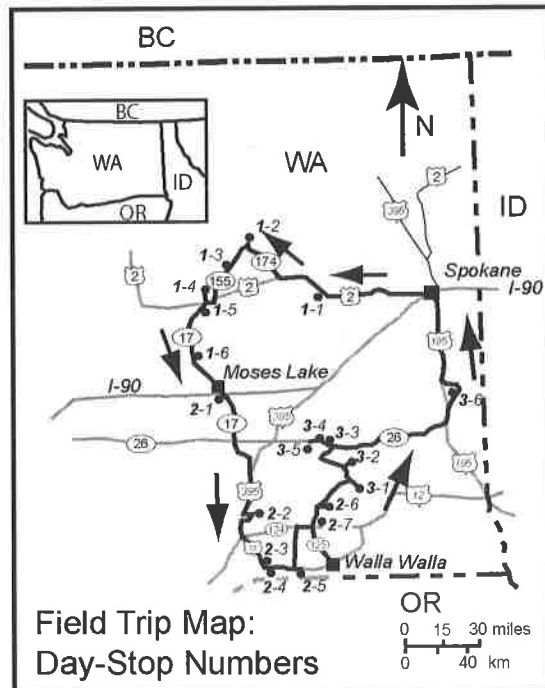 BC
N
BC
WA
ID
OR
WA
ID
2
395
2
1-2
1-3
174
Spokane
I-90
155
1-4
2
2
2
1-1
1-5
17
195
1-6
Moses Lake
I-90
2-1
3-6
17
395
3-4
3-3
26
26
3-5
3-2
195
395
3-1
2-6
12
2-2
2-7
124
12
2-3
125
Walla Walla
2-4
2-5
OR
Field Trip Map:
Day-Stop Numbers
0 15 30 miles
0 40 km